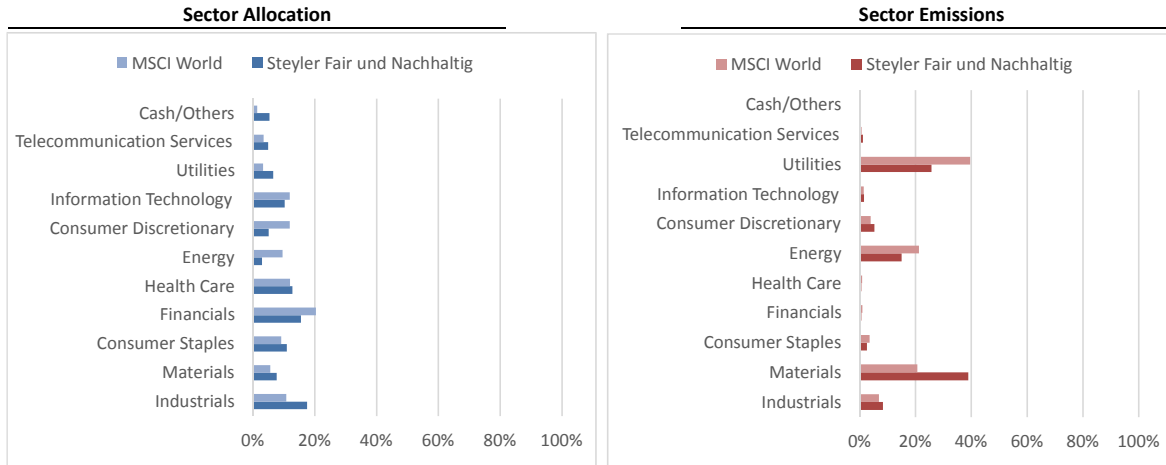 Sector Allocation
MSCI World Steyler Fair und Nachhaltig
Cash/Others
Telecommunication Services
Utilities
Information Technology
Consumer Discretionary
Energy
Health Care
Financials
Consumer Staples
Materials
Industrials
0% 20% 40% 60% 80% 100%
Sector Emissions
MSCI World Steyler Fair und Nachhaltig
Cash/Others
Telecommunication Services
Utilities
Information Technology
Consumer Discretionary
Energy
Health Care
Financials
Consumer Staples
Materials
Industrials
0% 20% 40% 60% 80% 100%